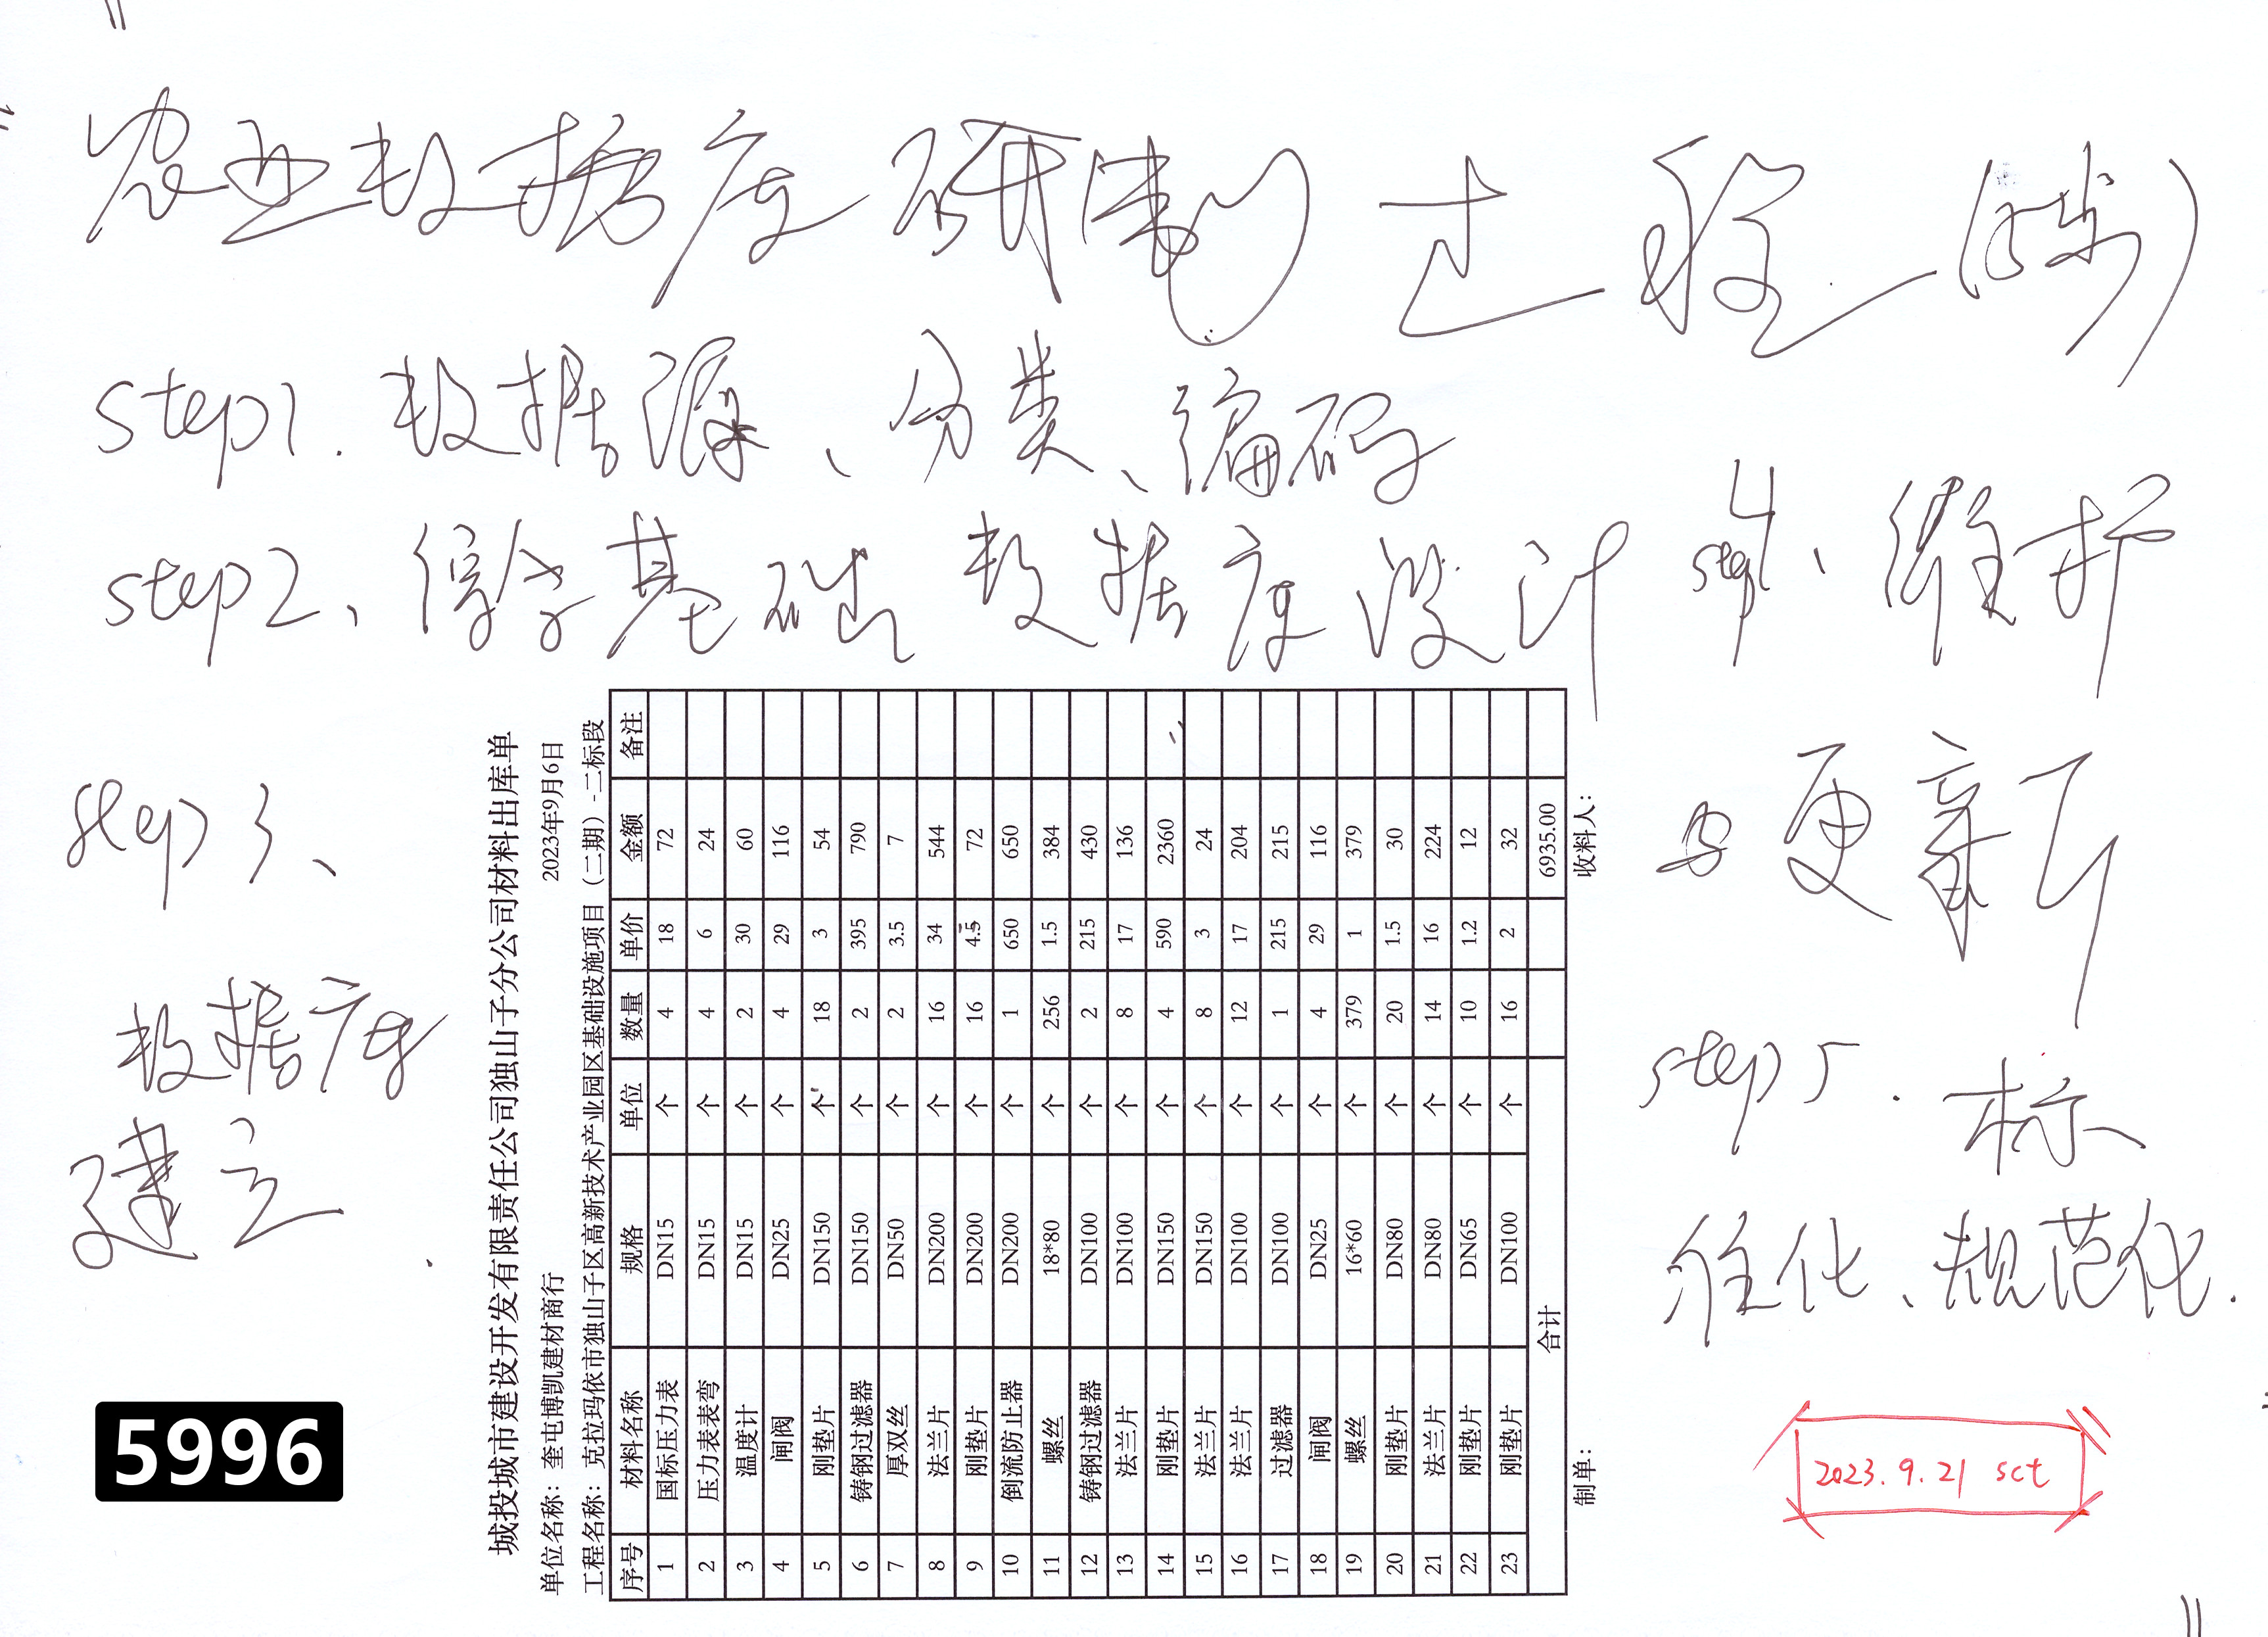 农业数据库研制过程
step1. 数据源、分类、编码
step2、基础数据库设计
step3、
数据库
建立.
step4、维护
与更新
step5. 标
准化、规范化.
城投城市建设开发有限责任公司独山子分公司材料出库单
单位名称：奎屯博凯建材商行 2023年9月6日
工程名称：克拉玛依市独山子区高新技术产业园区基础设施项目（二期）-二标段
序号 材料名称 规格 单位 数量 单价 金额 备注
1 国标压力表 DN15 个 4 18 72
2 压力表表弯 DN15 个 4 6 24
3 温度计 DN15 个 2 30 60
4 闸阀 DN25 个 4 29 116
5 刚垫片 DN150 个 18 3 54
6 铸钢过滤器 DN150 个 2 395 790
7 厚双丝 DN50 个 2 3.5 7
8 法兰片 DN200 个 16 34 544
9 刚垫片 DN200 个 16 4.5 72
10 倒流防止器 DN200 个 1 650 650
11 螺丝 18*80 个 256 1.5 384
12 铸钢过滤器 DN100 个 2 215 430
13 法兰片 DN100 个 8 17 136
14 刚垫片 DN150 个 4 590 2360
15 法兰片 DN150 个 8 3 24
16 法兰片 DN100 个 12 17 204
17 过滤器 DN100 个 1 215 215
18 闸阀 DN25 个 4 29 116
19 螺丝 16*60 个 379 1 379
20 刚垫片 DN80 个 20 1.5 30
21 法兰片 DN80 个 14 16 224
22 刚垫片 DN65 个 10 1.2 12
23 刚垫片 DN100 个 16 2 32
合计 6935.00
制单： 收料人：
5996
2023.9.21 sct